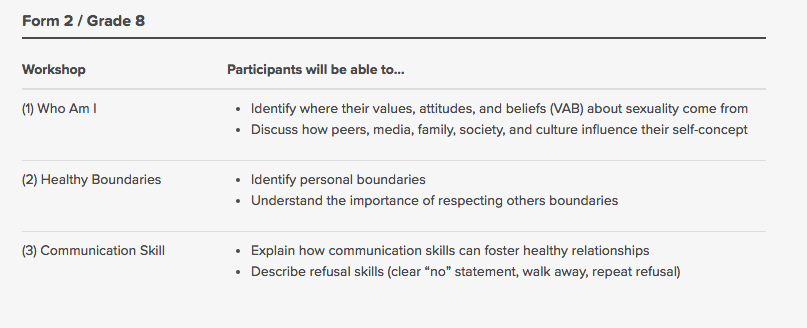 Form 2 / Grade 8
Workshop Participants will be able to...
(1) Who Am I • Identify where their values, attitudes, and beliefs (VAB) about sexuality come from
• Discuss how peers, media, family, society, and culture influence their self-concept
(2) Healthy Boundaries • Identify personal boundaries
• Understand the importance of respecting others boundaries
(3) Communication Skill • Explain how communication skills can foster healthy relationships
• Describe refusal skills (clear “no” statement, walk away, repeat refusal)